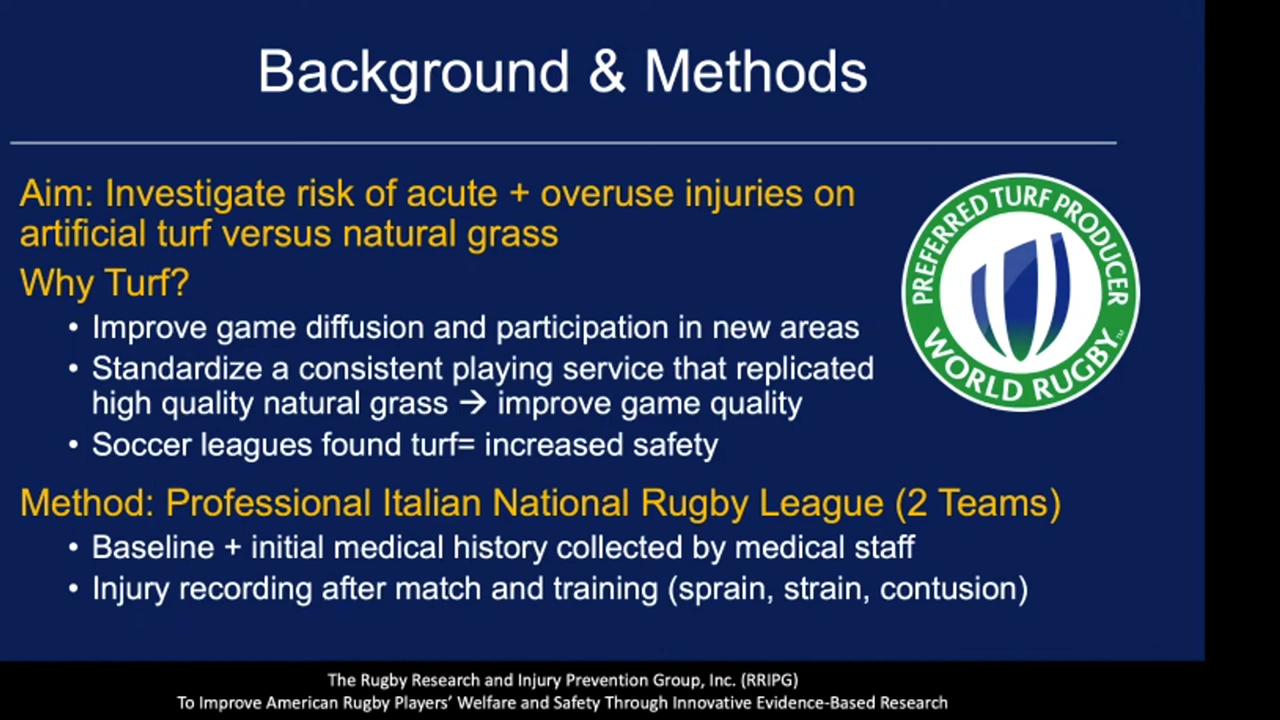 Background & Methods
Aim: Investigate risk of acute + overuse injuries on
artificial turf versus natural grass
Why Turf?
• Improve game diffusion and participation in new areas
• Standardize a consistent playing service that replicated
high quality natural grass → improve game quality
• Soccer leagues found turf= increased safety
PREFERRED TURF PRODUCER
WORLD RUGBY™
Method: Professional Italian National Rugby League (2 Teams)
• Baseline + initial medical history collected by medical staff
• Injury recording after match and training (sprain, strain, contusion)
The Rugby Research and Injury Prevention Group, Inc. (RRIPG)
To Improve American Rugby Players’ Welfare and Safety Through Innovative Evidence-Based Research